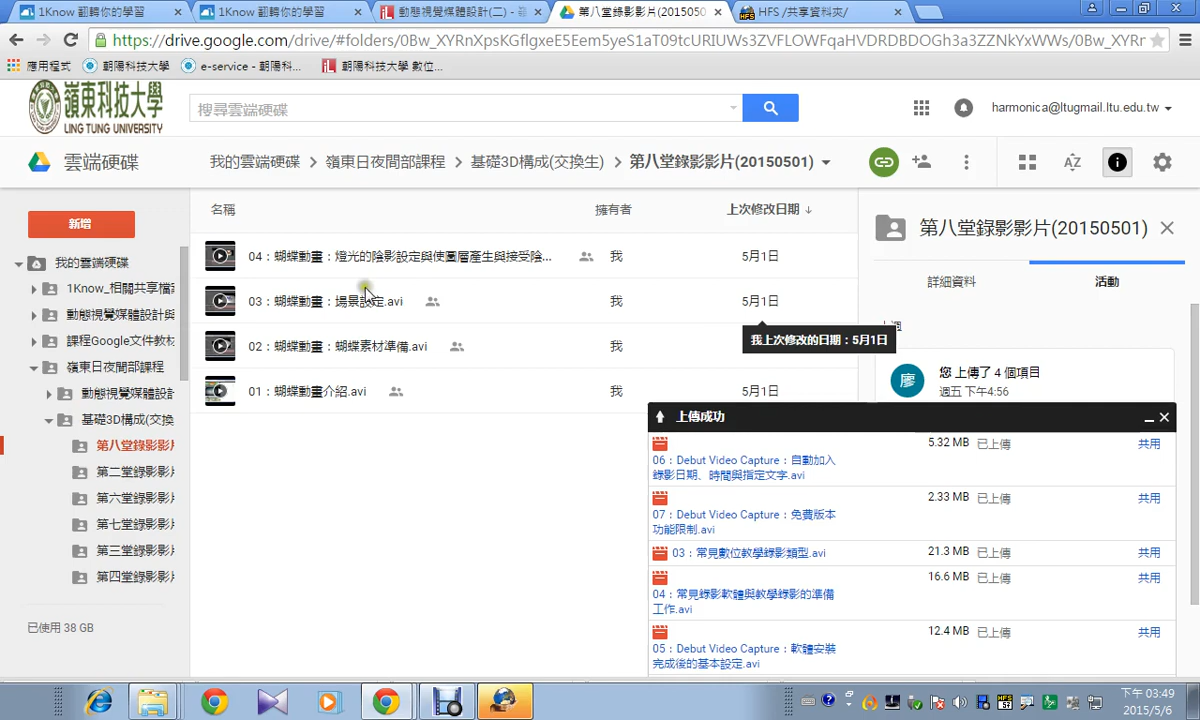 1Know 翻轉你的學習
1Know 翻轉你的學習
動態視覺媒體設計(二) -
第八堂錄影影片(2015050
HFS /共享資料夾/
https://drive.google.com/drive/#folders/0Bw_XYRnXpsKGflgxeE5Eem5yeS1aT09tcURIUWs3ZVFLOWFqaHVDRDBDOGh3a3ZZNkYxWWs/0Bw_XYRr
應用程式
朝陽科技大學
e-service - 朝陽科...
朝陽科技大學 數位...
嶺東科技大學
LING TUNG UNIVERSITY
搜尋雲端硬碟
harmonica@ltugmail.ltu.edu.tw
雲端硬碟
我的雲端硬碟 > 嶺東日夜間部課程 > 基礎3D構成(交換生) > 第八堂錄影影片(20150501)
新增
我的雲端硬碟
1Know_相關共享檔
動態視覺媒體設計與
課程Google文件教材
嶺東日夜間部課程
動態視覺媒體設計
基礎3D構成(交換
第八堂錄影影片
第二堂錄影影片
第六堂錄影影片
第七堂錄影影片
第三堂錄影影片
第四堂錄影影片
已使用 38 GB
名稱 擁有者 上次修改日期 ↓
04：蝴蝶動畫：燈光的陰影設定與使圖層產生與接受陰... 我 5月1日
03：蝴蝶動畫：場景設定.avi 我 5月1日
02：蝴蝶動畫：蝴蝶素材準備.avi 我
我上次修改的日期：5月1日
01：蝴蝶動畫介紹.avi 我 5月1日
第八堂錄影影片(20150501)
詳細資料 活動
廖
您 上傳了 4 個項目
週五 下午4:56
上傳成功
06：Debut Video Capture：自動加入 5.32 MB 已上傳 共用
錄影日期、時間與指定文字.avi
07：Debut Video Capture：免費版本 2.33 MB 已上傳 共用
功能限制.avi
03：常見數位教學錄影類型.avi 21.3 MB 已上傳 共用
04：常見錄影軟體與教學錄影的準備 16.6 MB 已上傳 共用
工作.avi
05：Debut Video Capture：軟體安裝 12.4 MB 已上傳 共用
完成後的基本設定.avi
下午 03:49
2015/5/6